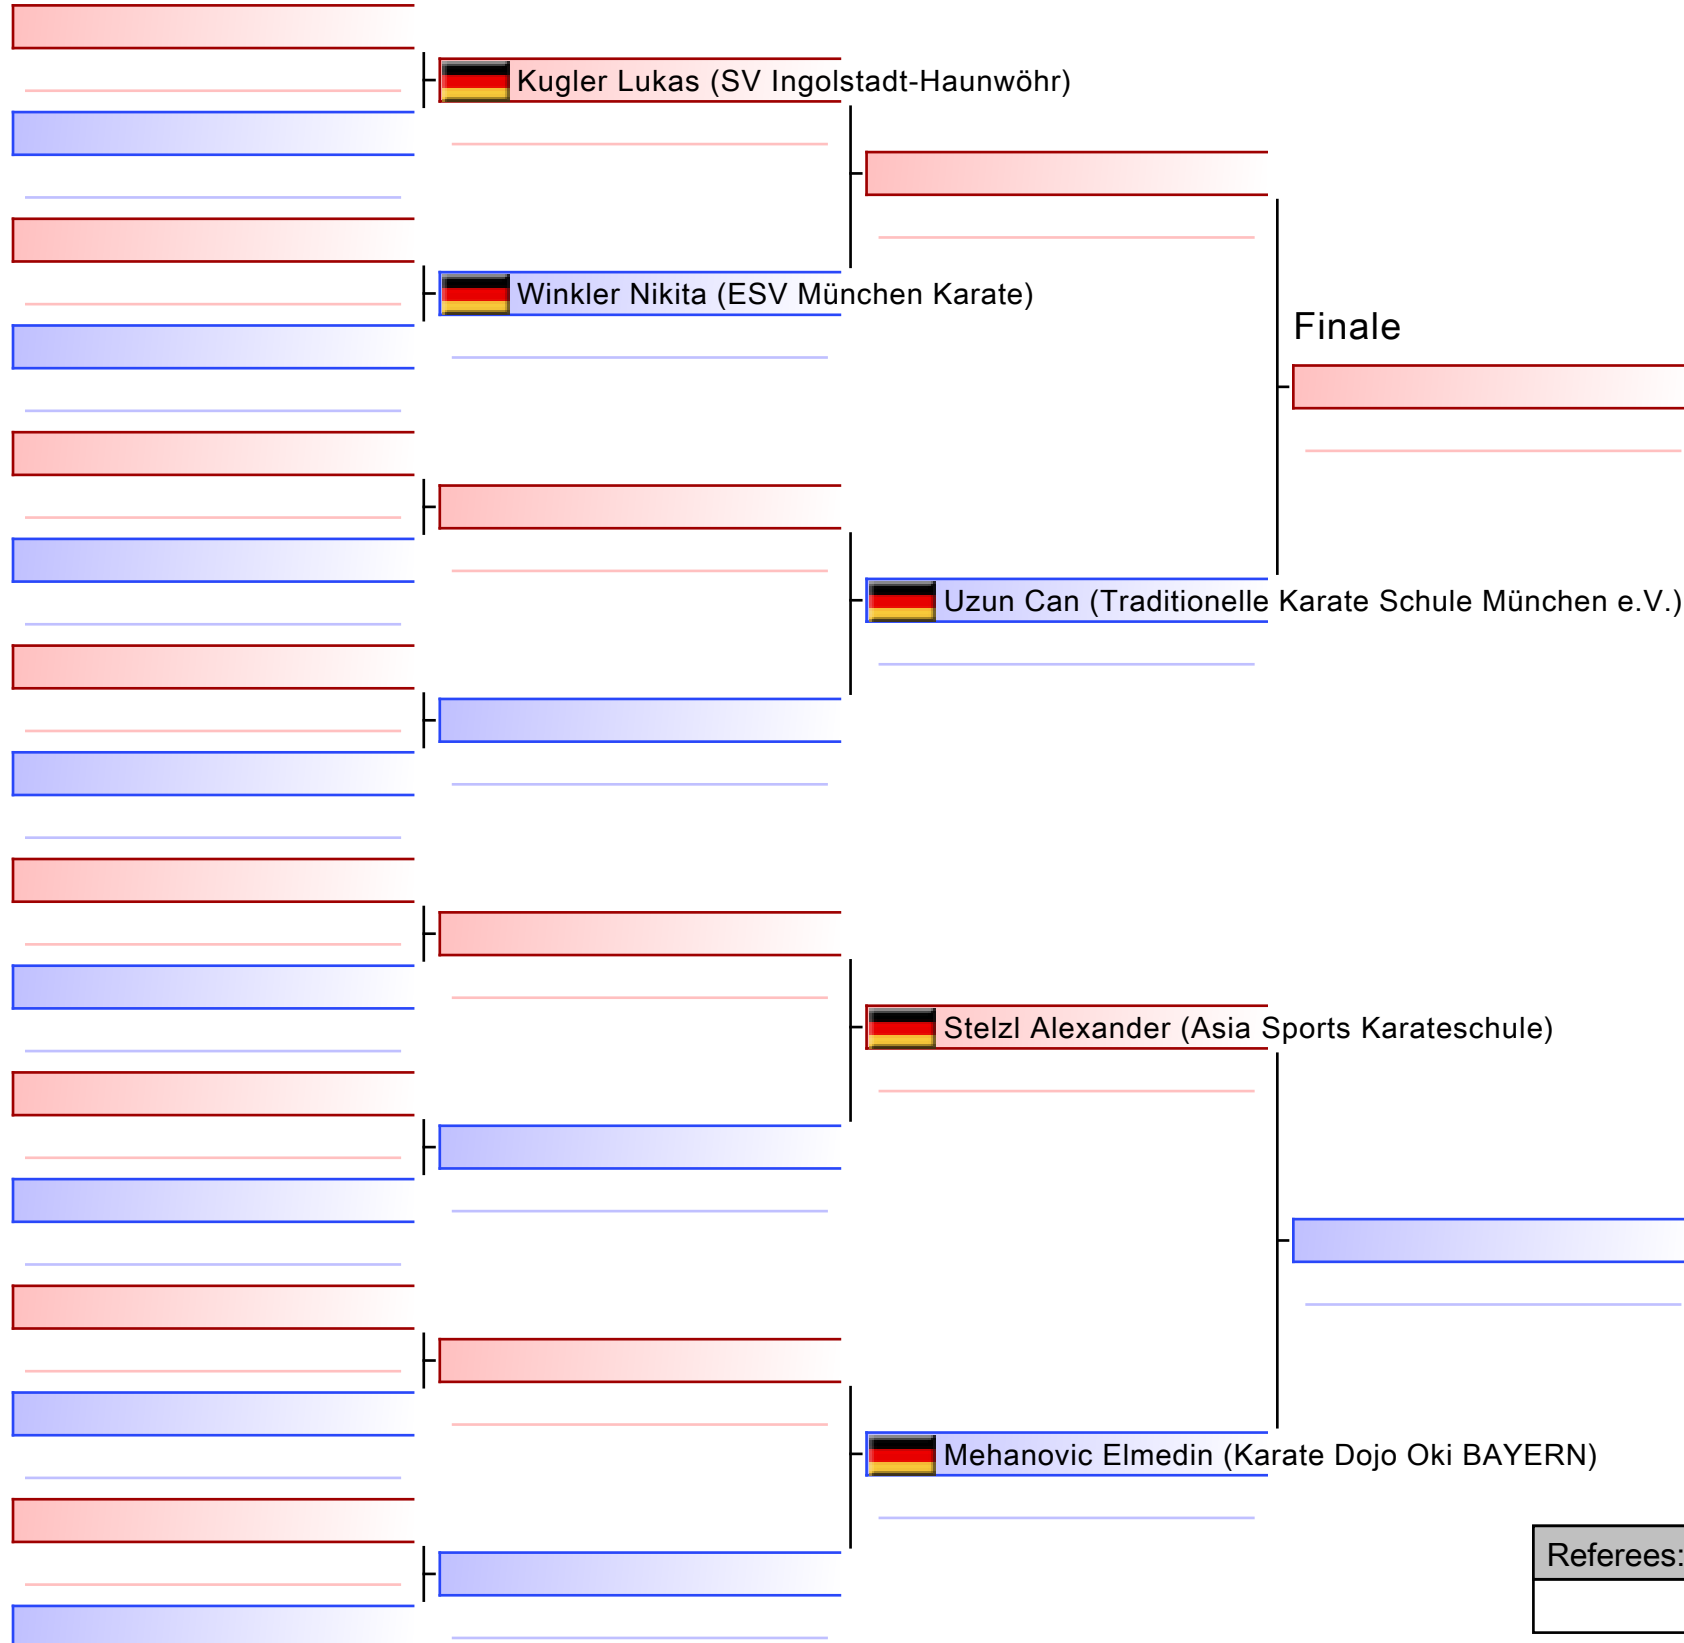 Kugler Lukas (SV Ingolstadt-Haunwöhr)
Winkler Nikita (ESV München Karate)
Finale
Uzun Can (Traditionelle Karate Schule München e.V.)
Stelzl Alexander (Asia Sports Karateschule)
Mehanovic Elmedin (Karate Dojo Oki BAYERN)
Referees: